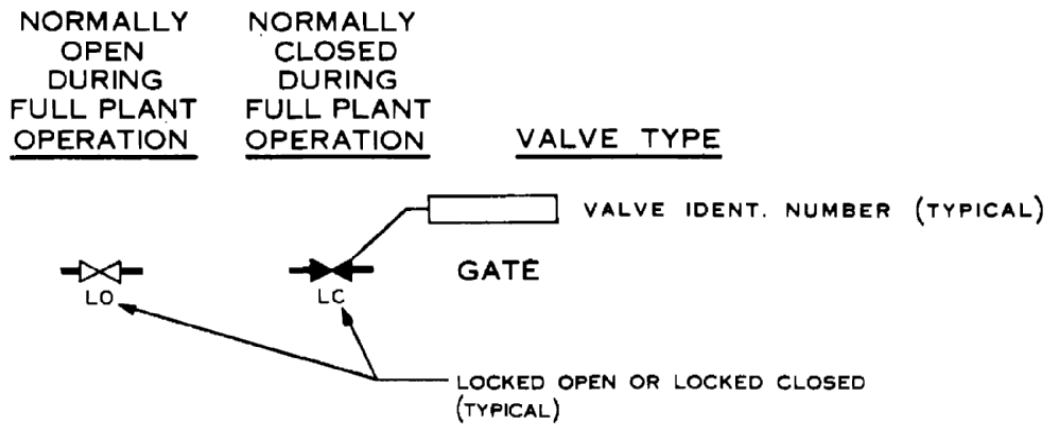 NORMALLY
OPEN
DURING
FULL PLANT
OPERATION
NORMALLY
CLOSED
DURING
FULL PLANT
OPERATION
VALVE TYPE
VALVE IDENT. NUMBER (TYPICAL)
LO
LC
GATE
LOCKED OPEN OR LOCKED CLOSED
(TYPICAL)